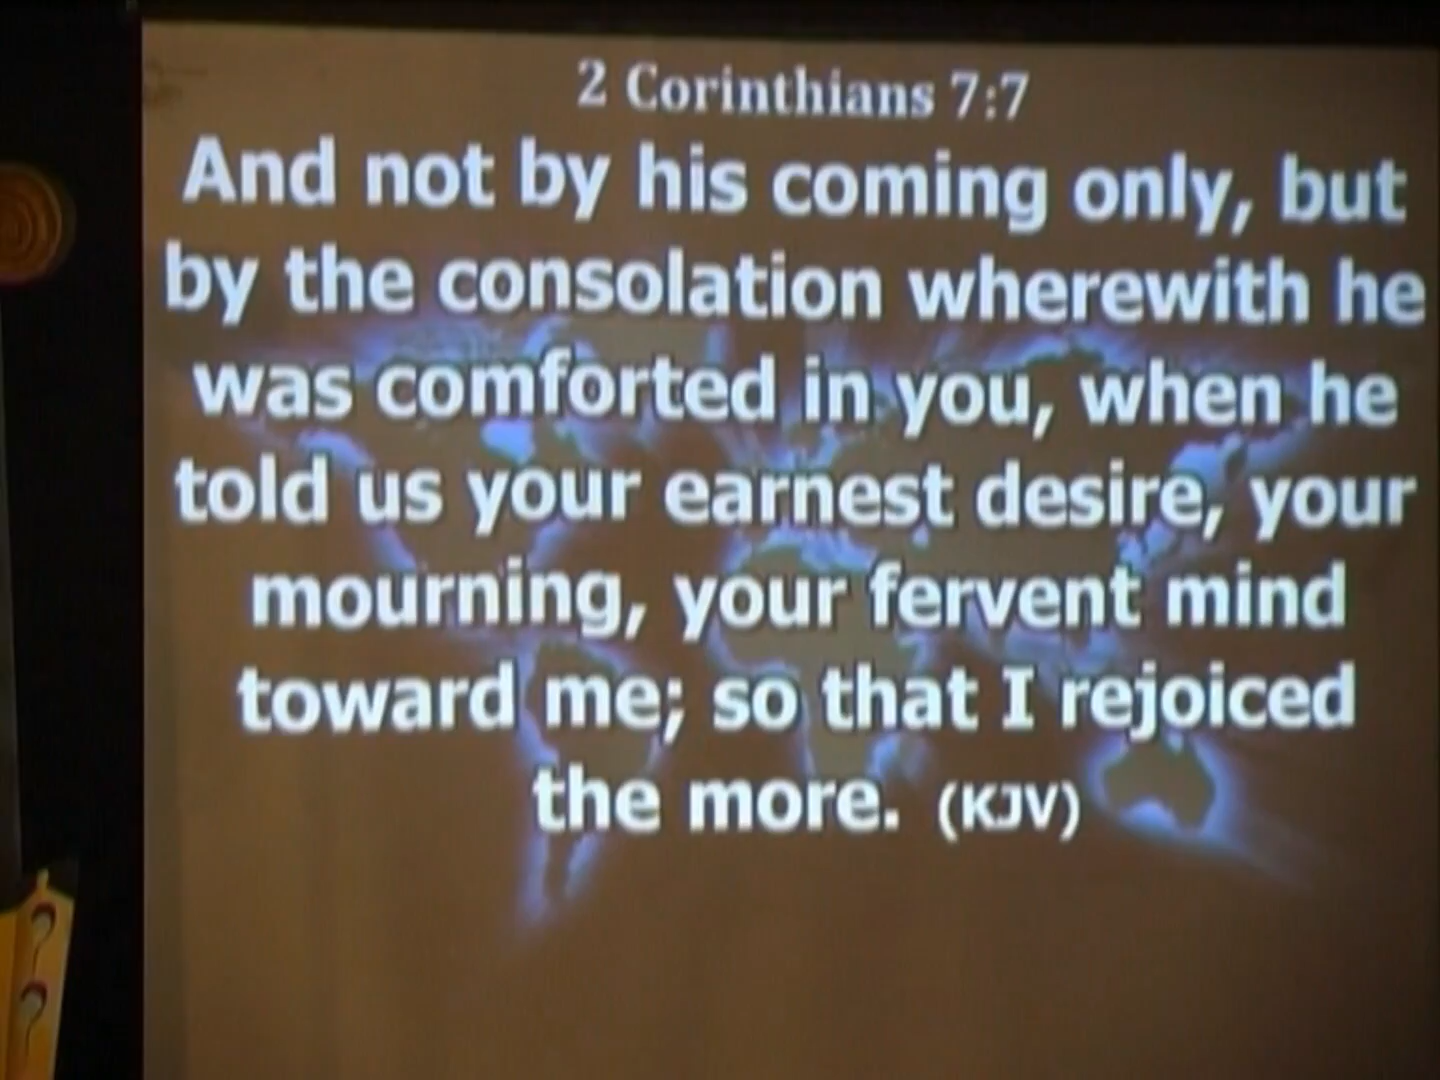 2 Corinthians 7:7
And not by his coming only, but
by the consolation wherewith he
was comforted in you, when he
told us your earnest desire, your
mourning, your fervent mind
toward me; so that I rejoiced
the more. (KJV)